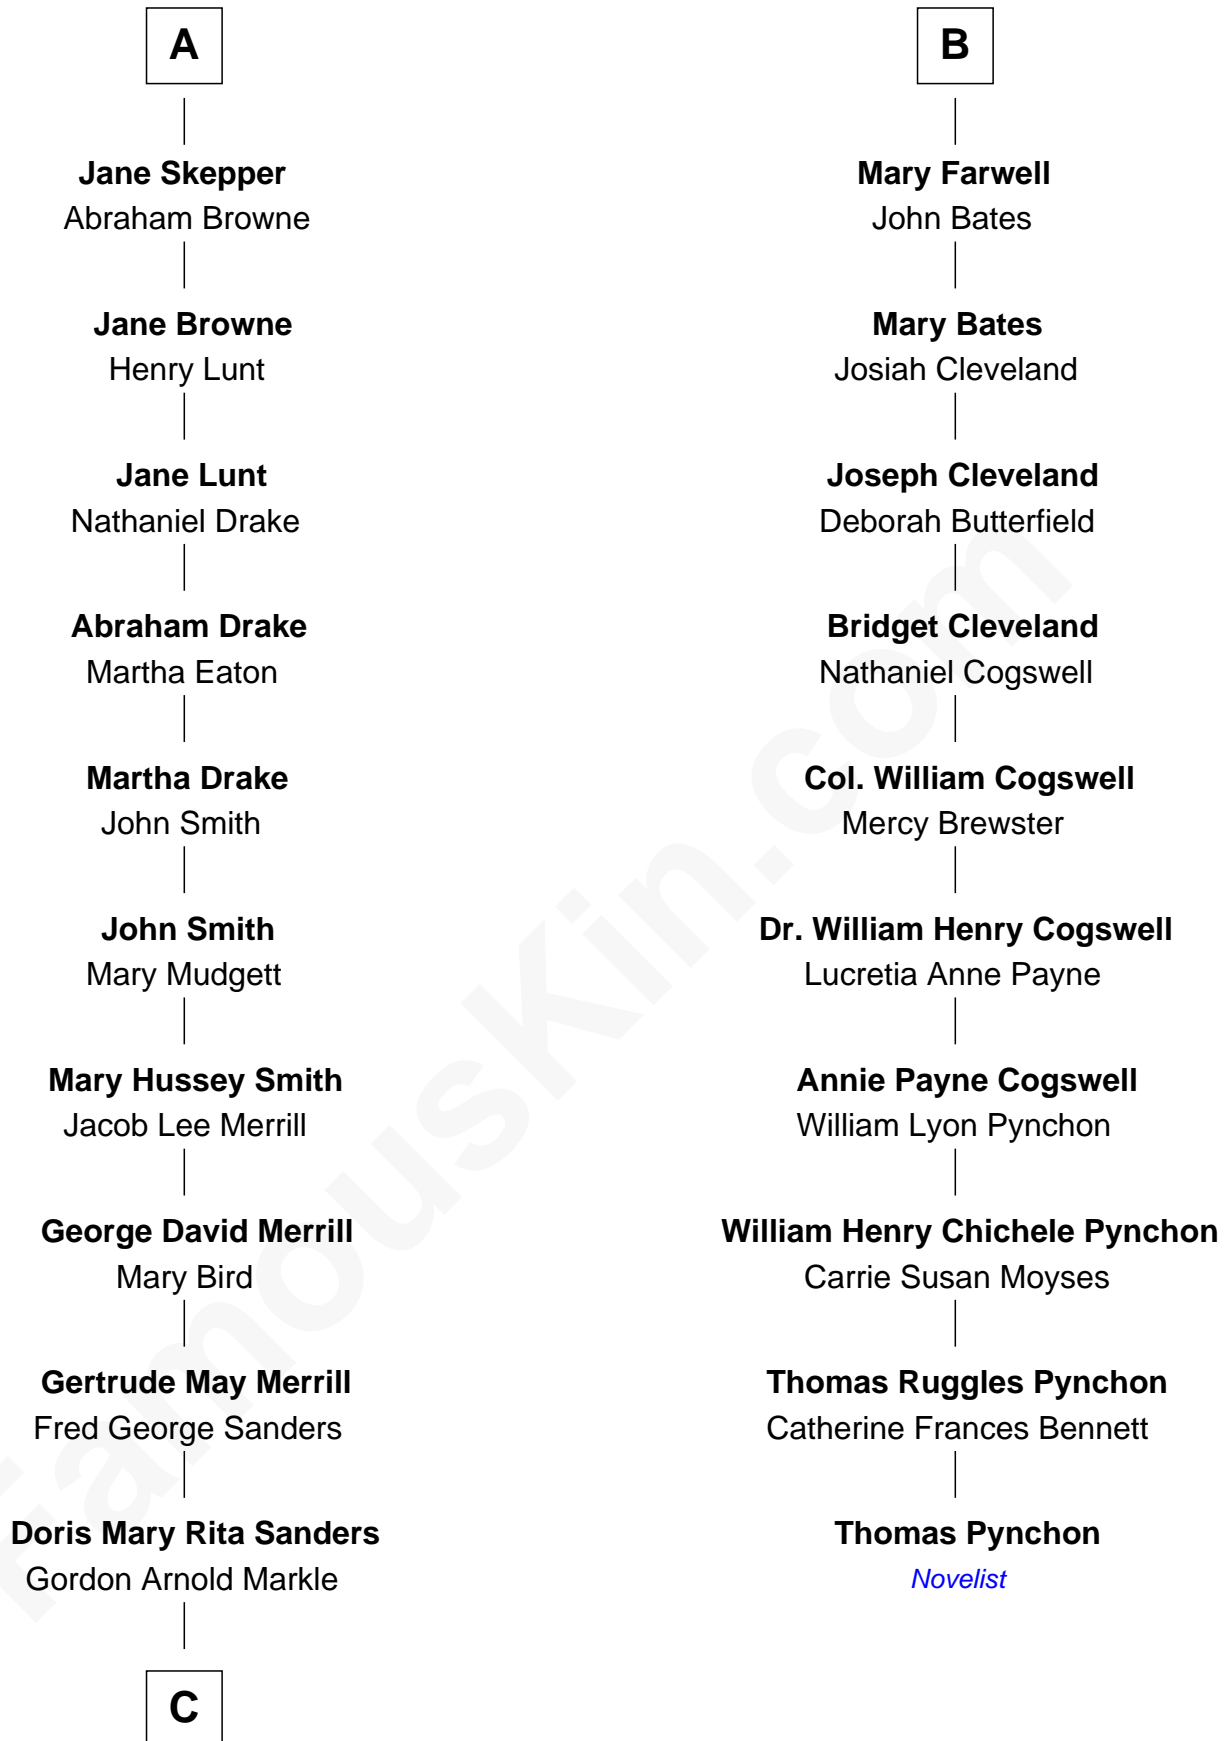 A
Jane Skepper
Abraham Browne
Jane Browne
Henry Lunt
Jane Lunt
Nathaniel Drake
Abraham Drake
Martha Eaton
Martha Drake
John Smith
John Smith
Mary Mudgett
Mary Hussey Smith
Jacob Lee Merrill
George David Merrill
Mary Bird
Gertrude May Merrill
Fred George Sanders
Doris Mary Rita Sanders
Gordon Arnold Markle
C
B
Mary Farwell
John Bates
Mary Bates
Josiah Cleveland
Joseph Cleveland
Deborah Butterfield
Bridget Cleveland
Nathaniel Cogswell
Col. William Cogswell
Mercy Brewster
Dr. William Henry Cogswell
Lucretia Anne Payne
Annie Payne Cogswell
William Lyon Pynchon
William Henry Chichele Pynchon
Carrie Susan Moyses
Thomas Ruggles Pynchon
Catherine Frances Bennett
Thomas Pynchon
Novelist
FamousKin.com